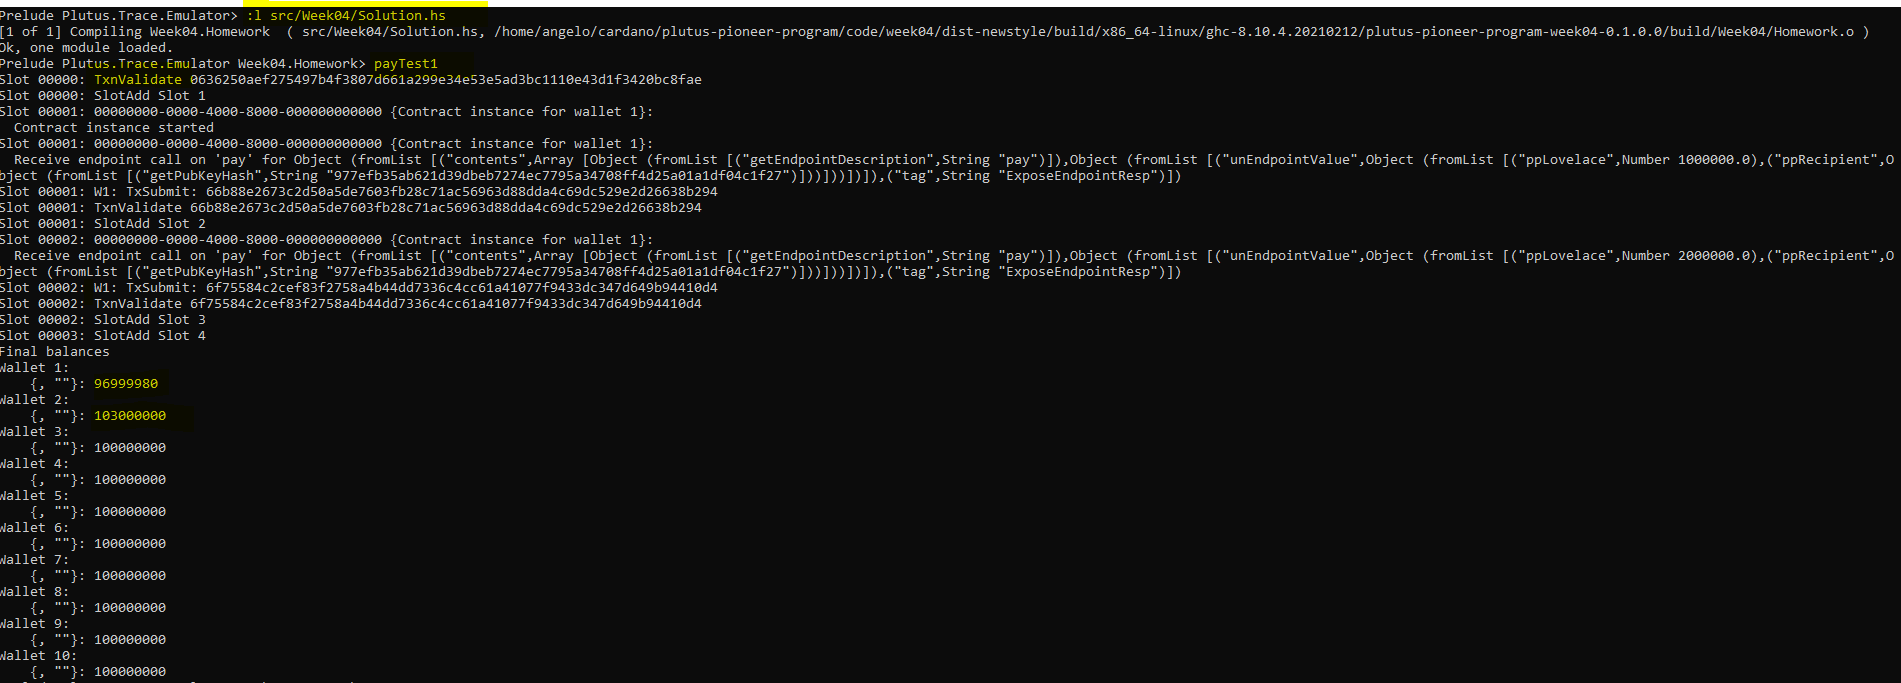 Prelude Plutus.Trace.Emulator> :l src/Week04/Solution.hs
[1 of 1] Compiling Week04.Homework  ( src/Week04/Solution.hs, /home/angelo/cardano/plutus-pioneer-program/code/week04/dist-newstyle/build/x86_64-linux/ghc-8.10.4.20210212/plutus-pioneer-program-week04-0.1.0.0/build/Week04/Homework.o )
Ok, one module loaded.
Prelude Plutus.Trace.Emulator Week04.Homework> payTest1
Slot 00000: TxnValidate 0636250aef275497b4f3807d661a299e34e53e5ad3bc1110e43d1f3420bc8fae
Slot 00000: SlotAdd Slot 1
Slot 00001: 00000000-0000-4000-8000-000000000000 {Contract instance for wallet 1}:
  Contract instance started
Slot 00001: 00000000-0000-4000-8000-000000000000 {Contract instance for wallet 1}:
  Receive endpoint call on 'pay' for Object (fromList [("contents",Array [Object (fromList [("getEndpointDescription",String "pay")]),Object (fromList [("unEndpointValue",Object (fromList [("ppLovelace",Number 1000000.0),("ppRecipient",O
bject (fromList [("getPubKeyHash",String "977efb35ab621d39dbeb7274ec7795a34708ff4d25a01a1df04c1f27")]))]))])]),("tag",String "ExposeEndpointResp")])
Slot 00001: W1: TxSubmit: 66b88e2673c2d50a5de7603fb28c71ac56963d88dda4c69dc529e2d26638b294
Slot 00001: TxnValidate 66b88e2673c2d50a5de7603fb28c71ac56963d88dda4c69dc529e2d26638b294
Slot 00001: SlotAdd Slot 2
Slot 00002: 00000000-0000-4000-8000-000000000000 {Contract instance for wallet 1}:
  Receive endpoint call on 'pay' for Object (fromList [("contents",Array [Object (fromList [("getEndpointDescription",String "pay")]),Object (fromList [("unEndpointValue",Object (fromList [("ppLovelace",Number 2000000.0),("ppRecipient",O
bject (fromList [("getPubKeyHash",String "977efb35ab621d39dbeb7274ec7795a34708ff4d25a01a1df04c1f27")]))]))])]),("tag",String "ExposeEndpointResp")])
Slot 00002: W1: TxSubmit: 6f75584c2cef83f2758a4b44dd7336c4cc61a41077f9433dc347d649b94410d4
Slot 00002: TxnValidate 6f75584c2cef83f2758a4b44dd7336c4cc61a41077f9433dc347d649b94410d4
Slot 00002: SlotAdd Slot 3
Slot 00003: SlotAdd Slot 4
Final balances
Wallet 1:
    {, ""}: 96999980
Wallet 2:
    {, ""}: 103000000
Wallet 3:
    {, ""}: 100000000
Wallet 4:
    {, ""}: 100000000
Wallet 5:
    {, ""}: 100000000
Wallet 6:
    {, ""}: 100000000
Wallet 7:
    {, ""}: 100000000
Wallet 8:
    {, ""}: 100000000
Wallet 9:
    {, ""}: 100000000
Wallet 10:
    {, ""}: 100000000